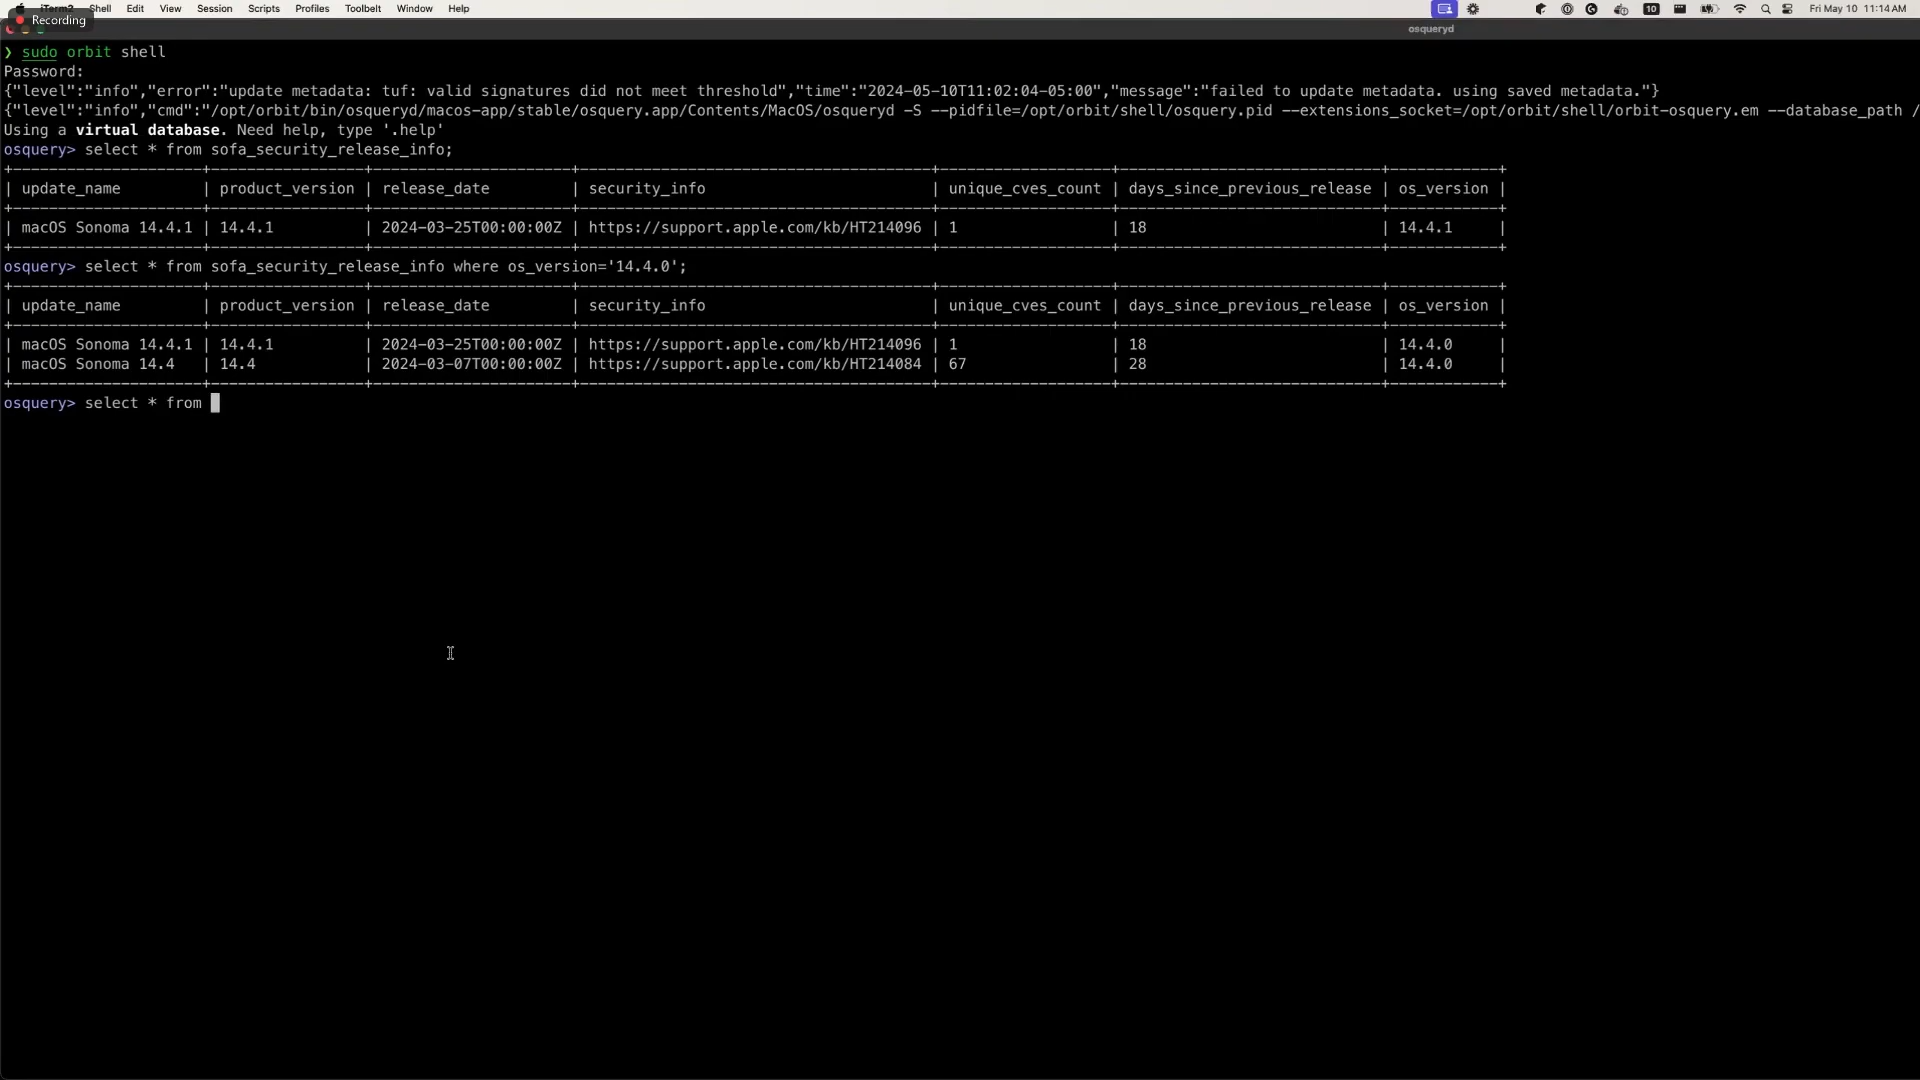 iTerm2 Shell Edit View Session Scripts Profiles Toolbelt Window Help 10 Fri May 10 11:14 AM
Recording
osqueryd
❯ sudo orbit shell
Password:
{"level":"info","error":"update metadata: tuf: valid signatures did not meet threshold","time":"2024-05-10T11:02:04-05:00","message":"failed to update metadata. using saved metadata."}
{"level":"info","cmd":"/opt/orbit/bin/osqueryd/macos-app/stable/osquery.app/Contents/MacOS/osqueryd -S --pidfile=/opt/orbit/shell/osquery.pid --extensions_socket=/opt/orbit/shell/orbit-osquery.em --database_path /
Using a virtual database. Need help, type '.help'
osquery> select * from sofa_security_release_info;
| update_name | product_version | release_date | security_info | unique_cves_count | days_since_previous_release | os_version |
| macOS Sonoma 14.4.1 | 14.4.1 | 2024-03-25T00:00:00Z | https://support.apple.com/kb/HT214096 | 1 | 18 | 14.4.1 |
osquery> select * from sofa_security_release_info where os_version='14.4.0';
| update_name | product_version | release_date | security_info | unique_cves_count | days_since_previous_release | os_version |
| macOS Sonoma 14.4.1 | 14.4.1 | 2024-03-25T00:00:00Z | https://support.apple.com/kb/HT214096 | 1 | 18 | 14.4.0 |
| macOS Sonoma 14.4 | 14.4 | 2024-03-07T00:00:00Z | https://support.apple.com/kb/HT214084 | 67 | 28 | 14.4.0 |
osquery> select * from